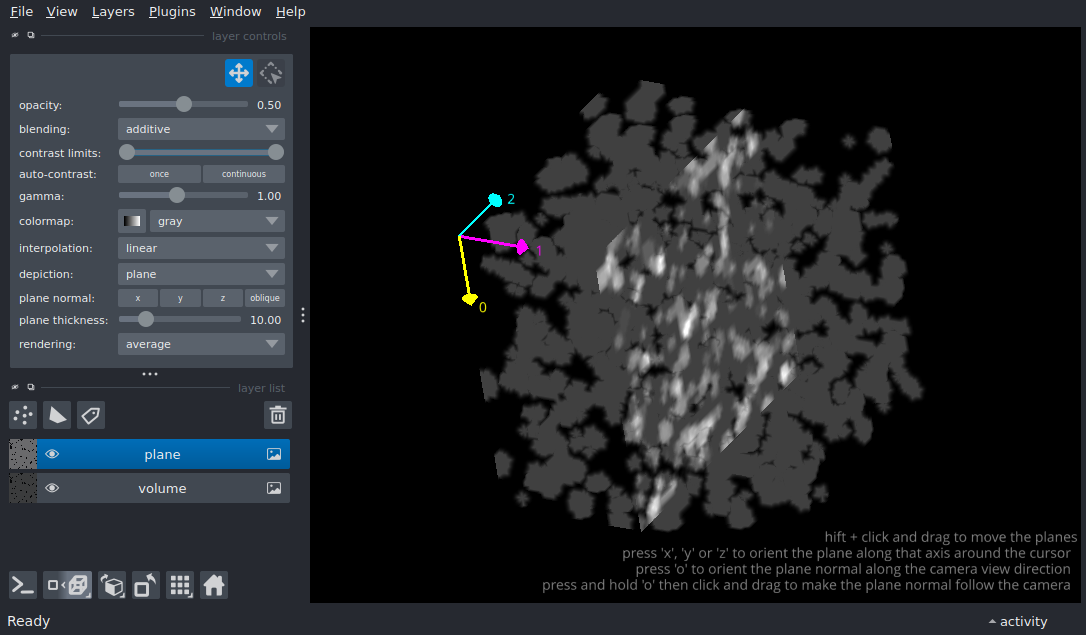 File View Layers Plugins Window Help
layer controls
opacity: 0.50
blending: additive
contrast limits:
auto-contrast: once continuous
gamma: 1.00
colormap: gray
interpolation: linear
depiction: plane
plane normal: x y z oblique
plane thickness: 10.00
rendering: average
layer list
plane
volume
2
1
0
hift + click and drag to move the planes
press 'x', 'y' or 'z' to orient the plane along that axis around the cursor
press 'o' to orient the plane normal along the camera view direction
press and hold 'o' then click and drag to make the plane normal follow the camera
Ready
activity